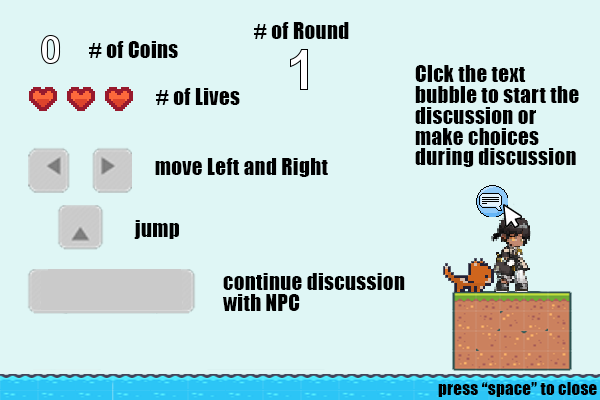 # of Round
0 # of Coins
1
# of Lives
Clck the text
bubble to start the
discussion or
make choices
during discussion
move Left and Right
jump
continue discussion
with NPC
press “space” to close